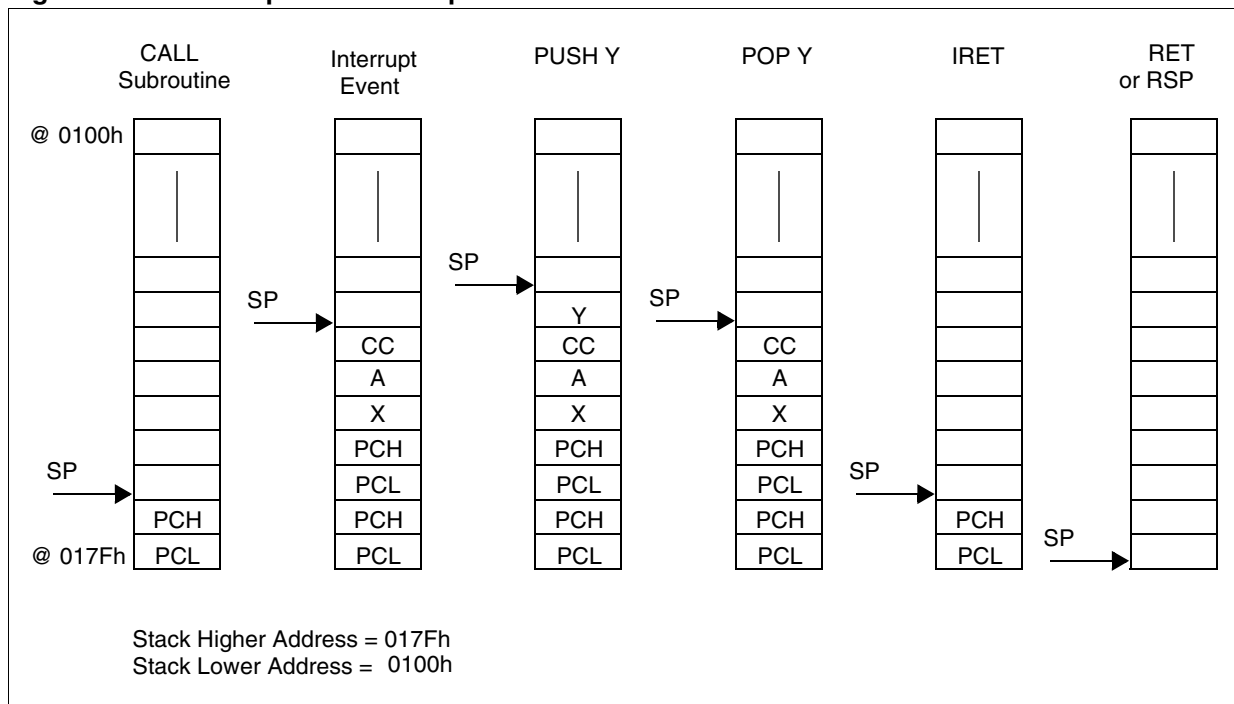 CALL
Subroutine
Interrupt
Event
PUSH Y
POP Y
IRET
RET
or RSP
@ 0100h
SP
SP
SP
Y
CC
CC
CC
A
A
A
X
X
X
PCH
PCH
PCH
SP
SP
PCL
PCL
PCL
PCH
PCH
PCH
PCH
PCH
SP
@ 017Fh
PCL
PCL
PCL
PCL
PCL
Stack Higher Address = 017Fh
Stack Lower Address = 0100h